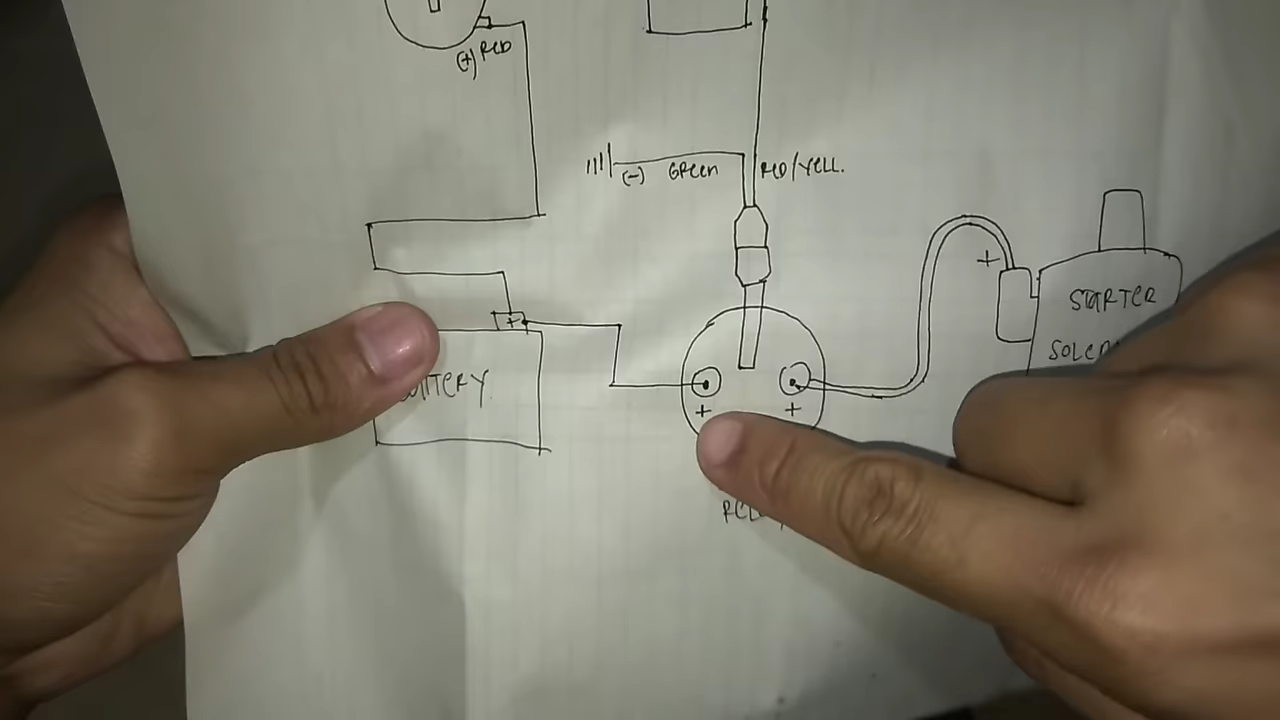 (+) RED
(-) GREEN
RED/YELL.
+
STARTER
+
+ +